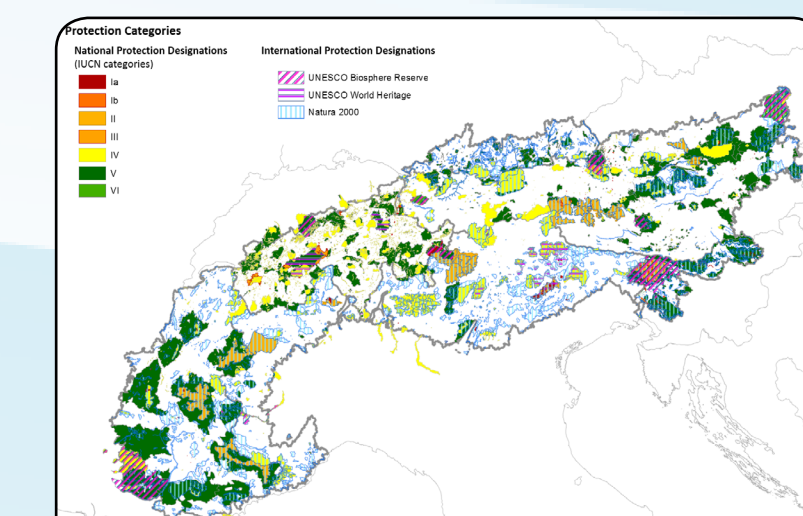 Protection Categories
National Protection Designations
(IUCN categories)
Ia
Ib
II
III
IV
V
VI
International Protection Designations
UNESCO Biosphere Reserve
UNESCO World Heritage
Natura 2000